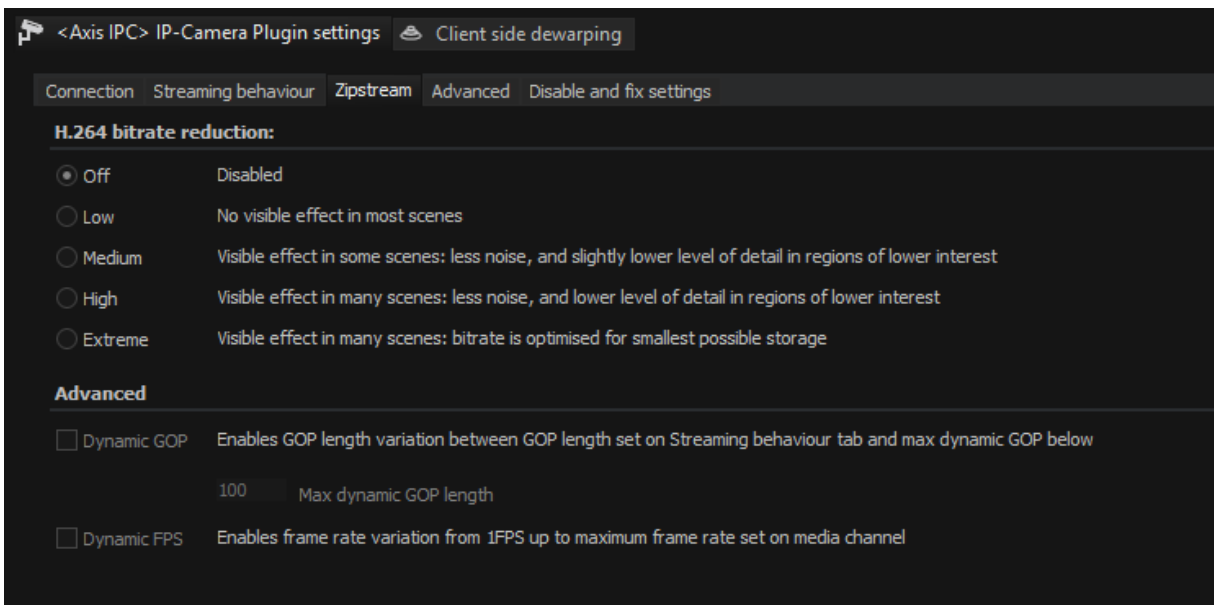 <Axis IPC> IP-Camera Plugin settings Client side dewarping
Connection Streaming behaviour Zipstream Advanced Disable and fix settings
H.264 bitrate reduction:
Off Disabled
Low No visible effect in most scenes
Medium Visible effect in some scenes: less noise, and slightly lower level of detail in regions of lower interest
High Visible effect in many scenes: less noise, and lower level of detail in regions of lower interest
Extreme Visible effect in many scenes: bitrate is optimised for smallest possible storage
Advanced
Dynamic GOP Enables GOP length variation between GOP length set on Streaming behaviour tab and max dynamic GOP below
100 Max dynamic GOP length
Dynamic FPS Enables frame rate variation from 1FPS up to maximum frame rate set on media channel